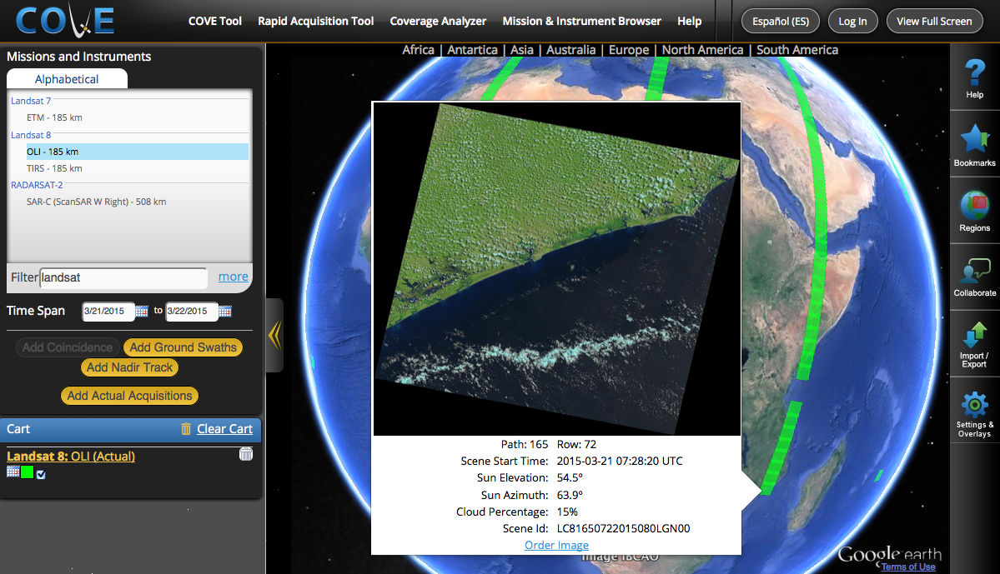 COVE
COVE Tool Rapid Acquisition Tool Coverage Analyzer Mission & Instrument Browser Help
Español (ES) Log In View Full Screen
Africa | Antartica | Asia | Australia | Europe | North America | South America
Missions and Instruments
Alphabetical
Landsat 7
ETM - 185 km
Landsat 8
OLI - 185 km
TIRS - 185 km
RADARSAT-2
SAR-C (ScanSAR W Right) - 508 km
Filter landsat more
Time Span 3/21/2015 to 3/22/2015
Add Coincidence Add Ground Swaths
Add Nadir Track
Add Actual Acquisitions
Cart Clear Cart
Landsat 8: OLI (Actual)
Path: 165 Row: 72
Scene Start Time: 2015-03-21 07:28:20 UTC
Sun Elevation: 54.5°
Sun Azimuth: 63.9°
Cloud Percentage: 15%
Scene Id: LC81650722015080LGN00
Order Image
Image IBCAO
Google earth
Terms of Use
Help
Bookmarks
Regions
Collaborate
Import /
Export
Settings &
Overlays